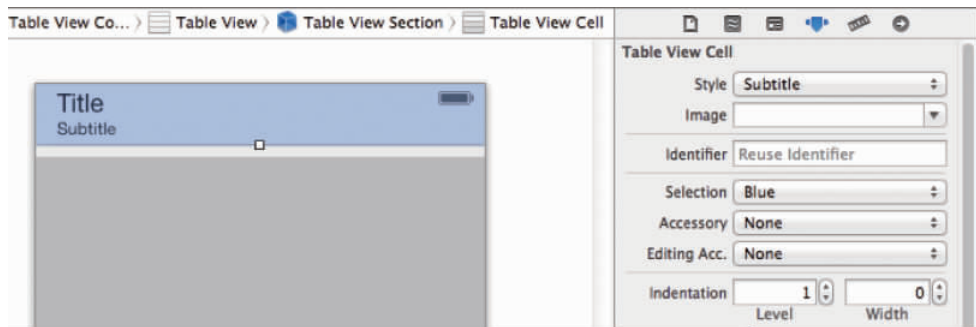 Table View Co... 〉 Table View 〉 Table View Section 〉 Table View Cell
Title
Subtitle
Table View Cell
Style Subtitle
Image
Identifier Reuse Identifier
Selection Blue
Accessory None
Editing Acc. None
Indentation 1 0
Level Width